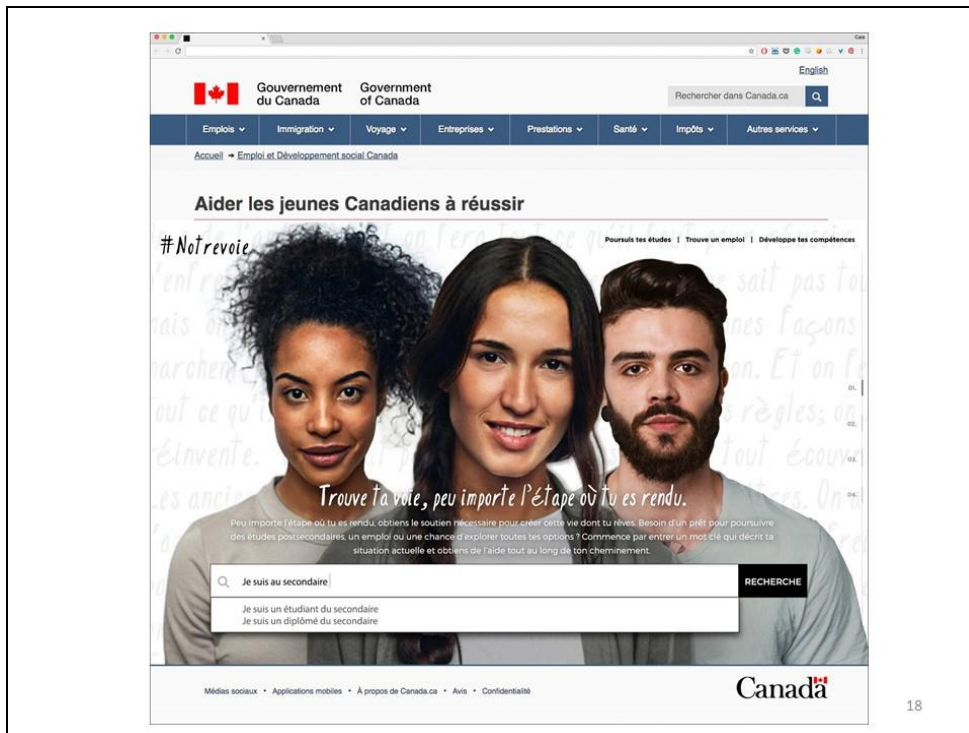 English
Gouvernement du Canada
Government of Canada
Rechercher dans Canada.ca
Emplois Immigration Voyage Entreprises Prestations Santé Impôts Autres services
Accueil → Emploi et Développement social Canada
Aider les jeunes Canadiens à réussir
#Notrevoie
Poursuis tes études | Trouve un emploi | Développe tes compétences
01.
02.
03.
04.
Trouve ta voie, peu importe l'étape où tu es rendu.
Peu importe l'étape où tu es rendu, obtiens le soutien nécessaire pour créer cette vie dont tu rêves. Besoin d'un prêt pour poursuivre
des études postsecondaires, un emploi ou une chance d'explorer toutes tes options ? Commence par entrer un mot clé qui décrit ta
situation actuelle et obtiens de l'aide tout au long de ton cheminement.
Je suis au secondaire
RECHERCHE
Je suis un étudiant du secondaire
Je suis un diplômé du secondaire
Médias sociaux • Applications mobiles • À propos de Canada.ca • Avis • Confidentialité
Canada
18